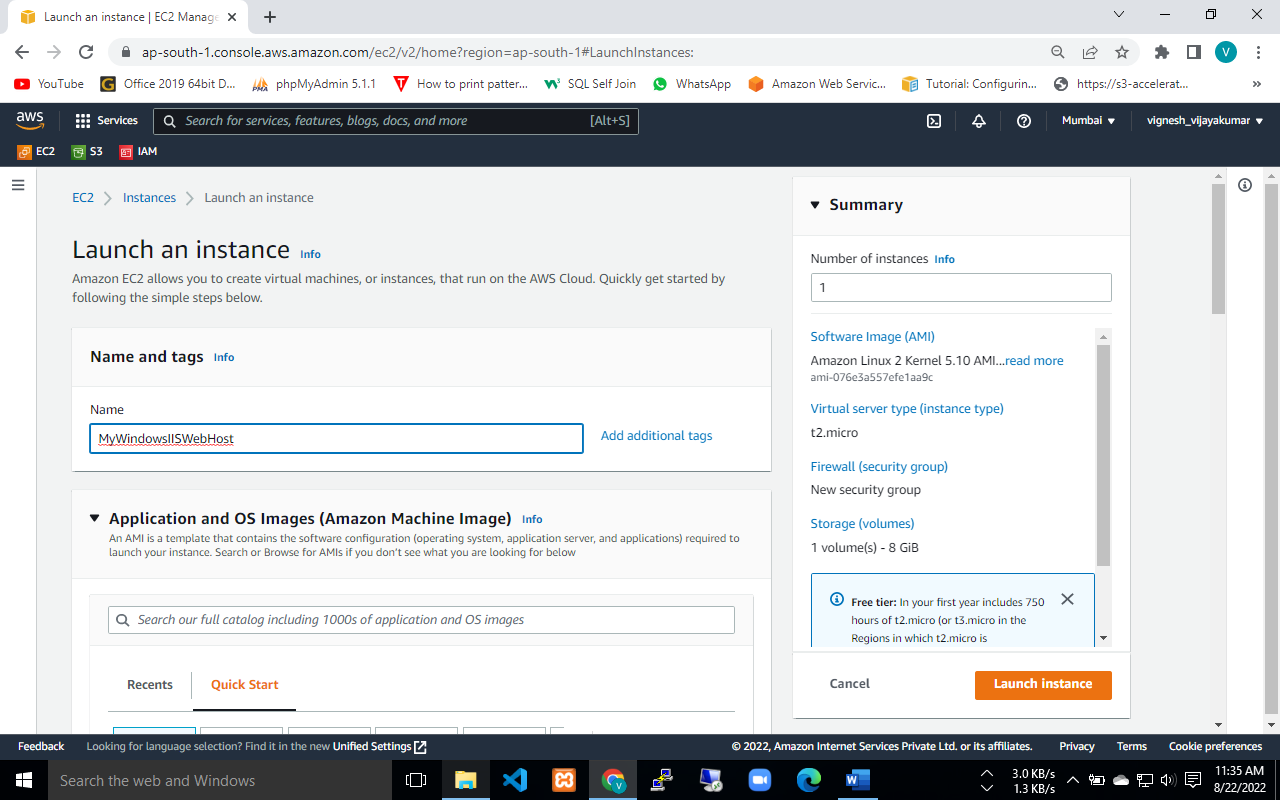 Launch an instance | EC2 Manage
ap-south-1.console.aws.amazon.com/ec2/v2/home?region=ap-south-1#LaunchInstances:
V
YouTube
Office 2019 64bit D...
phpMyAdmin 5.1.1
How to print patter...
SQL Self Join
WhatsApp
Amazon Web Servic...
Tutorial: Configurin...
https://s3-accelerat...
»
aws
Services
Search for services, features, blogs, docs, and more
[Alt+S]
Mumbai
vignesh_vijayakumar
EC2
S3
IAM
EC2
Instances
Launch an instance
Launch an instance Info
Amazon EC2 allows you to create virtual machines, or instances, that run on the AWS Cloud. Quickly get started by
following the simple steps below.
Name and tags Info
Name
MyWindowsIISWebHost
Add additional tags
Application and OS Images (Amazon Machine Image) Info
An AMI is a template that contains the software configuration (operating system, application server, and applications) required to
launch your instance. Search or Browse for AMIs if you don't see what you are looking for below
Search our full catalog including 1000s of application and OS images
Recents
Quick Start
Summary
Number of instances Info
1
Software Image (AMI)
Amazon Linux 2 Kernel 5.10 AMI...read more
ami-076e3a557efe1aa9c
Virtual server type (instance type)
t2.micro
Firewall (security group)
New security group
Storage (volumes)
1 volume(s) - 8 GiB
Free tier: In your first year includes 750
hours of t2.micro (or t3.micro in the
Regions in which t2.micro is
Cancel
Launch instance
Feedback
Looking for language selection? Find it in the new Unified Settings
© 2022, Amazon Internet Services Private Ltd. or its affiliates.
Privacy
Terms
Cookie preferences
Search the web and Windows
3.0 KB/s
1.3 KB/s
11:35 AM
8/22/2022